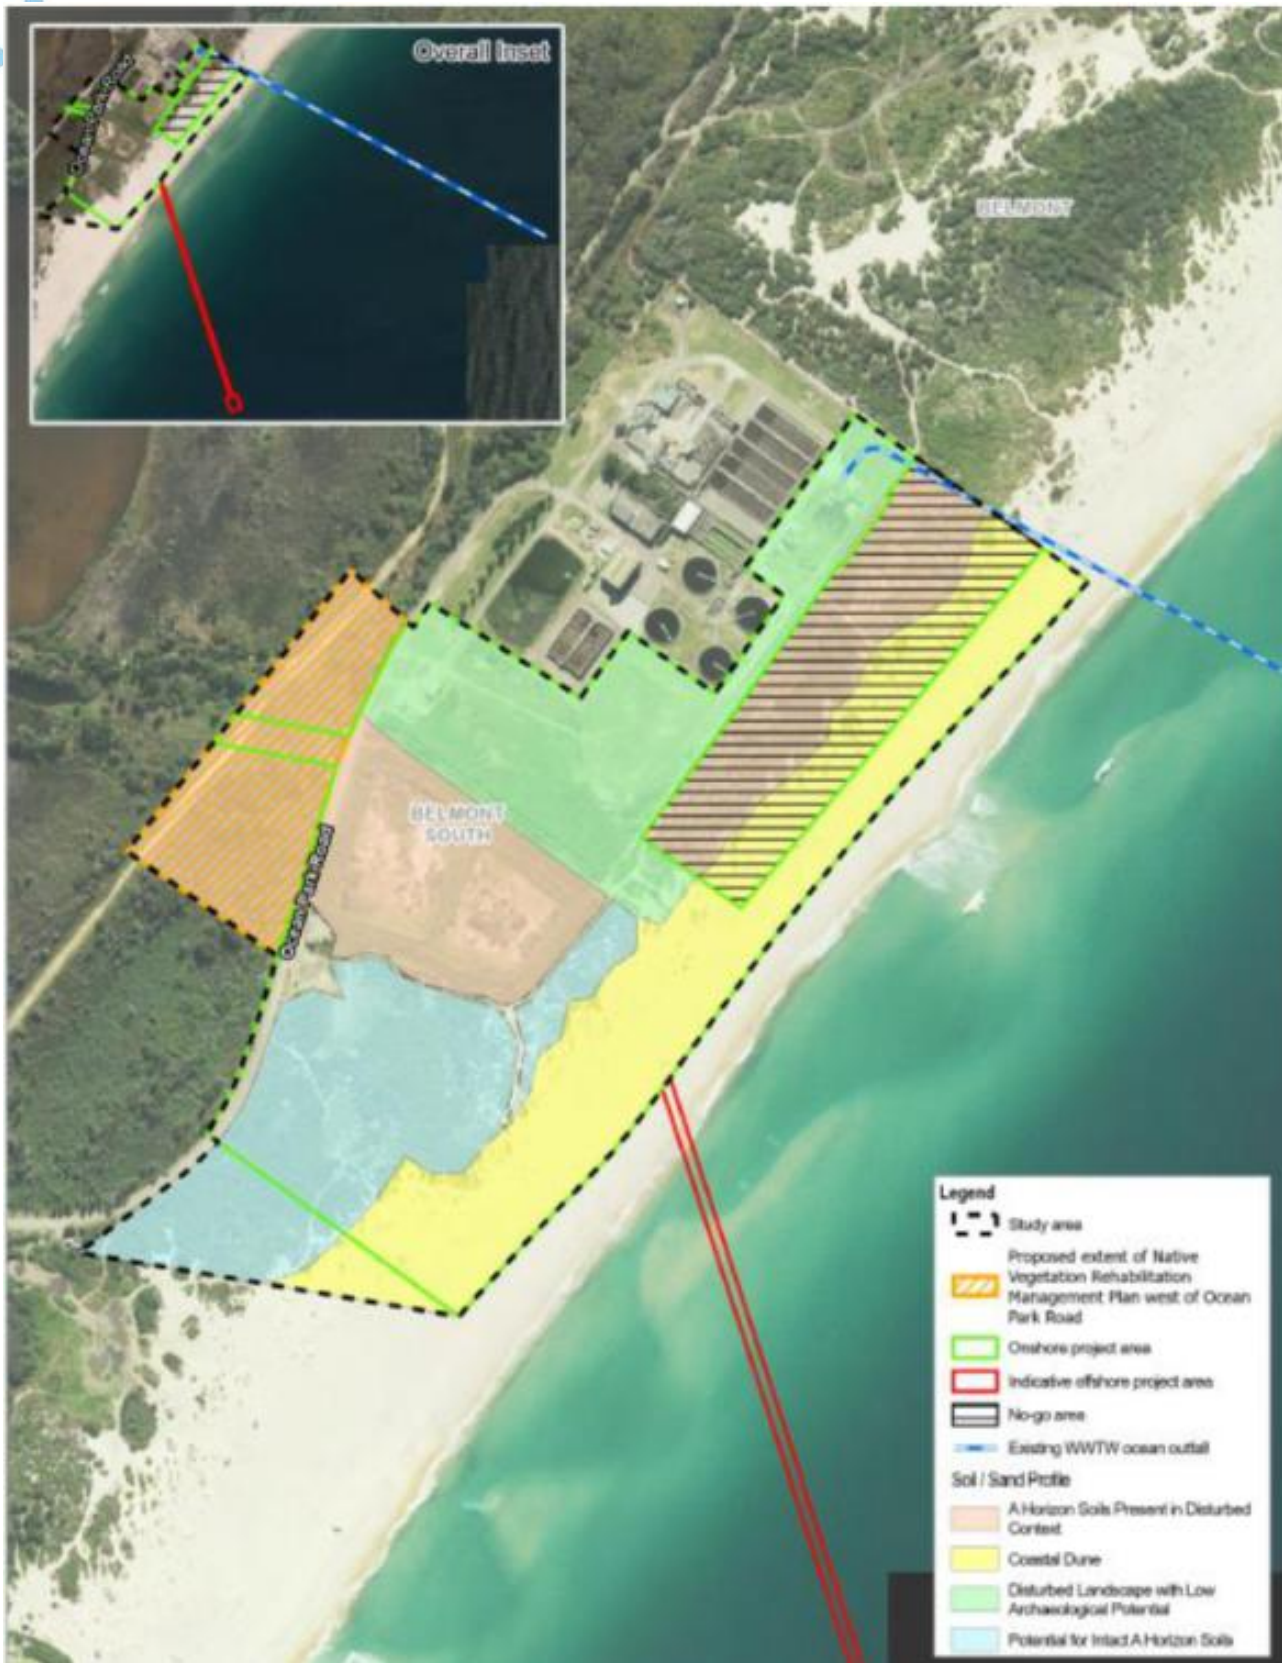 Overall Inset
Ocean Park Road
BELMONT
BELMONT
SOUTH
Ocean Park Road
Legend
Study area
Proposed extent of Native
Vegetation Rehabilitation
Management Plan west of Ocean
Park Road
Onshore project area
Indicative offshore project area
No-go area
Existing WWTW ocean outfall
Soil / Sand Profile
A Horizon Soils Present in Disturbed
Context
Coastal Dune
Disturbed Landscape with Low
Archaeological Potential
Potential for Intact A Horizon Soils